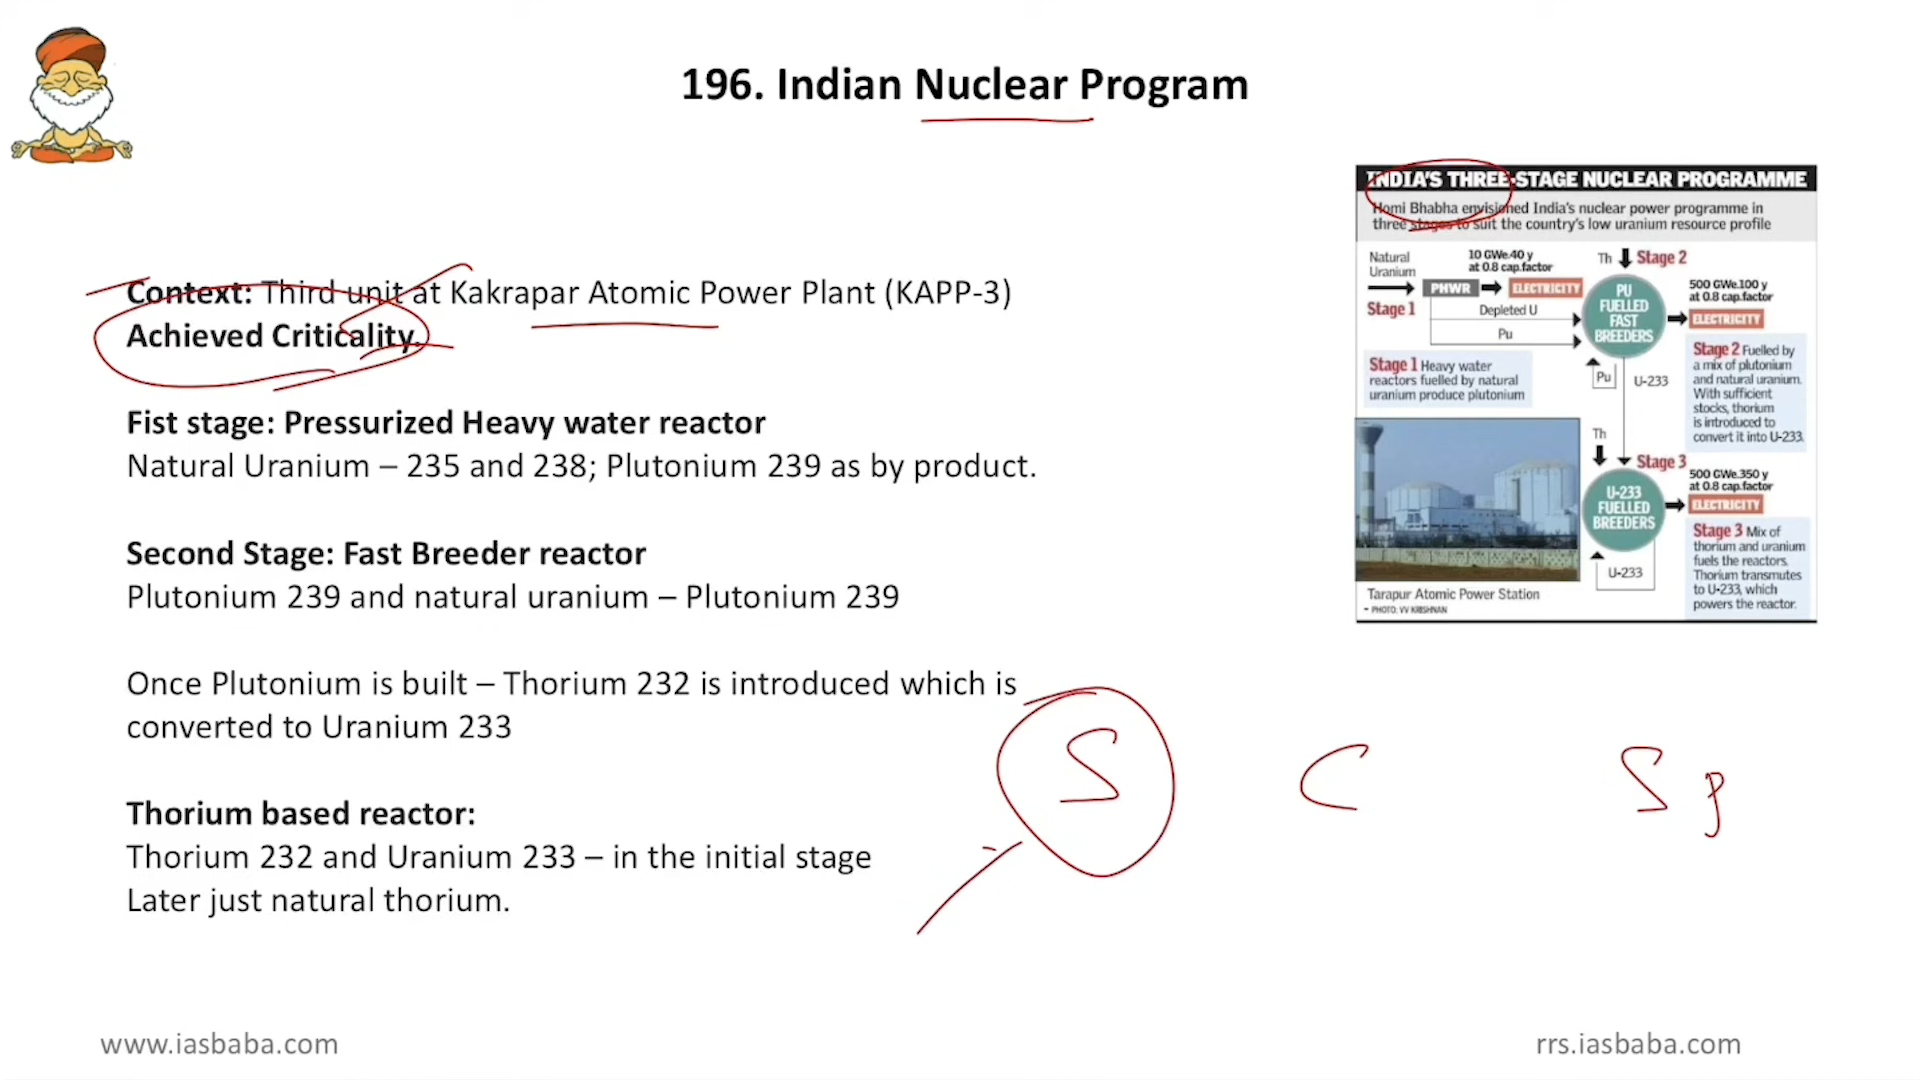 196. Indian Nuclear Program
Context: Third unit at Kakrapar Atomic Power Plant (KAPP-3)
Achieved Criticality.
Fist stage: Pressurized Heavy water reactor
Natural Uranium – 235 and 238; Plutonium 239 as by product.
Second Stage: Fast Breeder reactor
Plutonium 239 and natural uranium – Plutonium 239
Once Plutonium is built – Thorium 232 is introduced which is
converted to Uranium 233
Thorium based reactor:
Thorium 232 and Uranium 233 – in the initial stage
Later just natural thorium.
INDIA'S THREE-STAGE NUCLEAR PROGRAMME
Homi Bhabha envisioned India's nuclear power programme in
three stages to suit the country's low uranium resource profile
Natural
Uranium
10 GWe.40 y
at 0.8 cap.factor
Th
Stage 2
PHWR
ELECTRICITY
Stage 1
Depleted U
Pu
PU
FUELLED
FAST
BREEDERS
500 GWe.100 y
at 0.8 cap.factor
ELECTRICITY
Stage 1 Heavy water
reactors fuelled by natural
uranium produce plutonium
Pu
U-233
Stage 2 Fuelled by
a mix of plutonium
and natural uranium.
With sufficient
stocks, thorium
is introduced to
convert it into U-233.
Th
Stage 3
U-233
FUELLED
BREEDERS
500 GWe.350 y
at 0.8 cap.factor
ELECTRICITY
U-233
Stage 3 Mix of
thorium and uranium
fuels the reactors.
Thorium transmutes
to U-233, which
powers the reactor.
Tarapur Atomic Power Station
- PHOTO: VV KRISHNAN
S C Sp
www.iasbaba.com
rrs.iasbaba.com